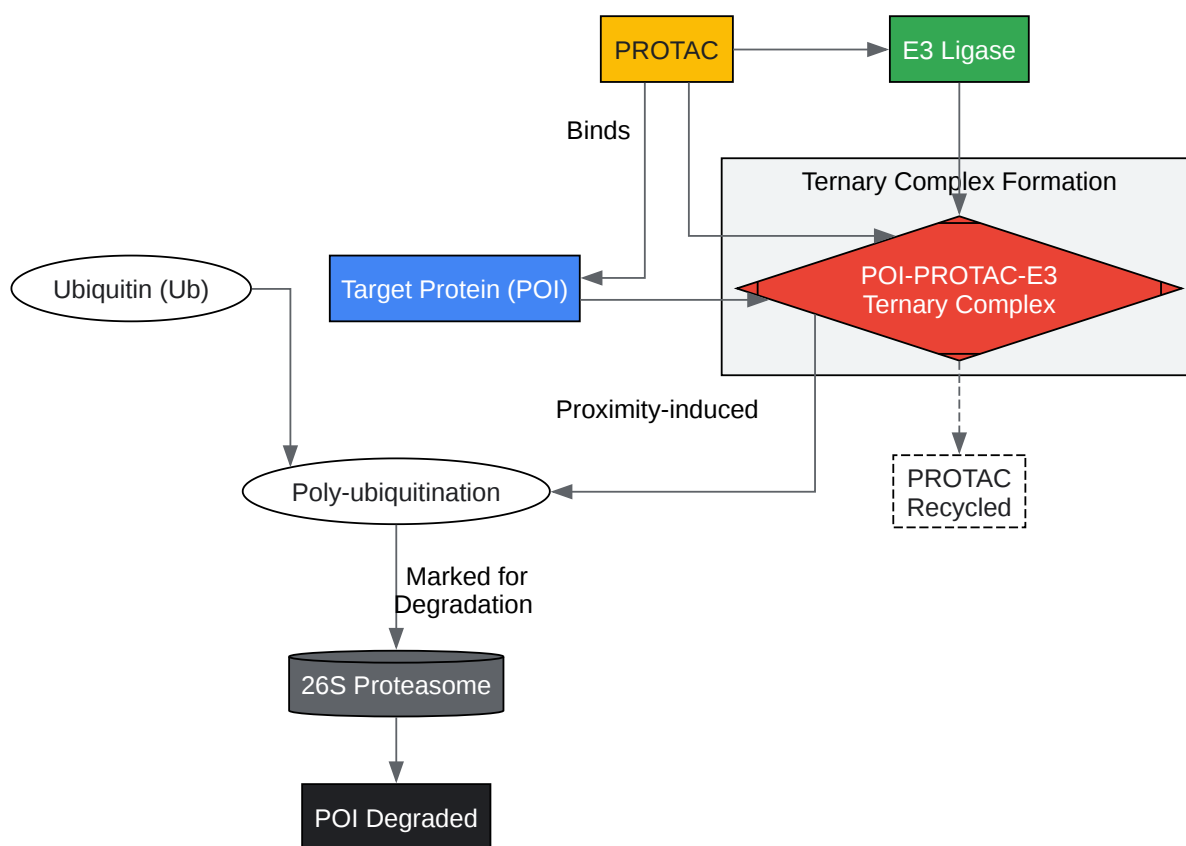 PROTAC
E3 Ligase
Binds
Ternary Complex Formation
Ubiquitin (Ub)
Target Protein (POI)
POI-PROTAC-E3
Ternary Complex
Proximity-induced
Poly-ubiquitination
PROTAC
Recycled
Marked for
Degradation
26S Proteasome
POI Degraded